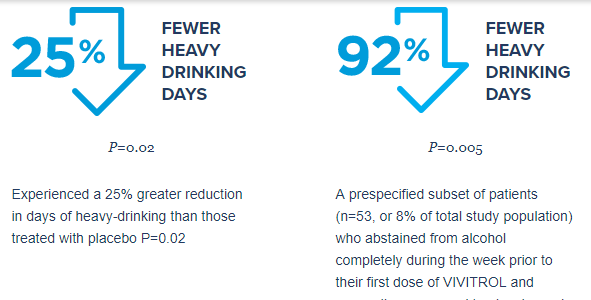 25%
FEWER
HEAVY
DRINKING
DAYS
P=0.02
Experienced a 25% greater reduction
in days of heavy-drinking than those
treated with placebo P=0.02
92%
FEWER
HEAVY
DRINKING
DAYS
P=0.005
A prespecified subset of patients
(n=53, or 8% of total study population)
who abstained from alcohol
completely during the week prior to
their first dose of VIVITROL and